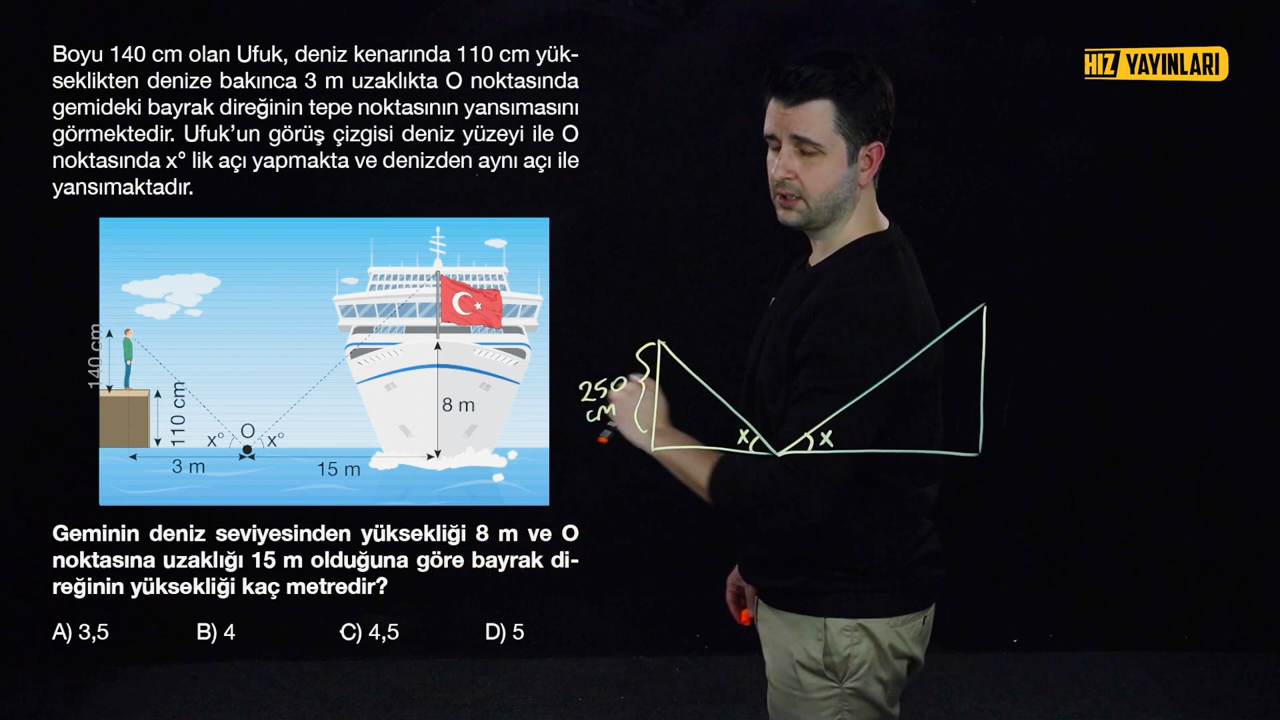 Boyu 140 cm olan Ufuk, deniz kenarında 110 cm yük-
seklikten denize bakınca 3 m uzaklıkta O noktasında
gemideki bayrak direğinin tepe noktasının yansımasını
görmektedir. Ufuk'un görüş çizgisi deniz yüzeyi ile O
noktasında x° lik açı yapmakta ve denizden aynı açı ile
yansımaktadır.
HIZ YAYINLARI
140 cm
110 cm
x° O x°
3 m
15 m
8 m
250
cm
x
x
Geminin deniz seviyesinden yüksekliği 8 m ve O
noktasına uzaklığı 15 m olduğuna göre bayrak di-
reğinin yüksekliği kaç metredir?
A) 3,5 B) 4 C) 4,5 D) 5